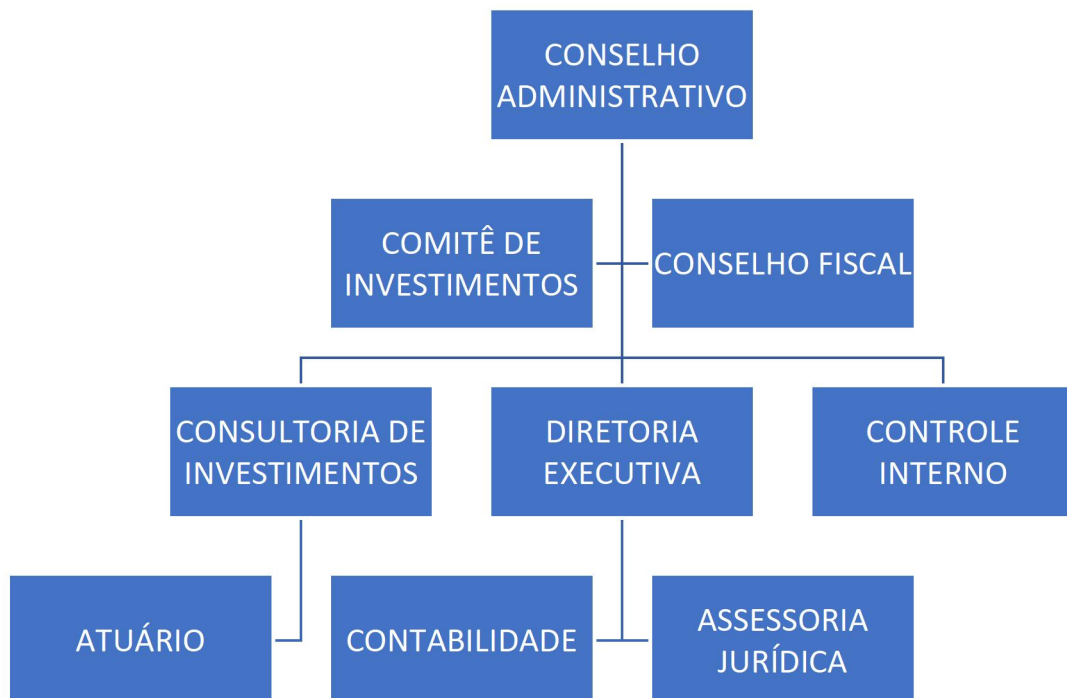 CONSELHO
ADMINISTRATIVO
COMITÊ DE
INVESTIMENTOS
CONSELHO FISCAL
CONSULTORIA DE
INVESTIMENTOS
DIRETORIA
EXECUTIVA
CONTROLE
INTERNO
ATUÁRIO
CONTABILIDADE
ASSESSORIA
JURÍDICA